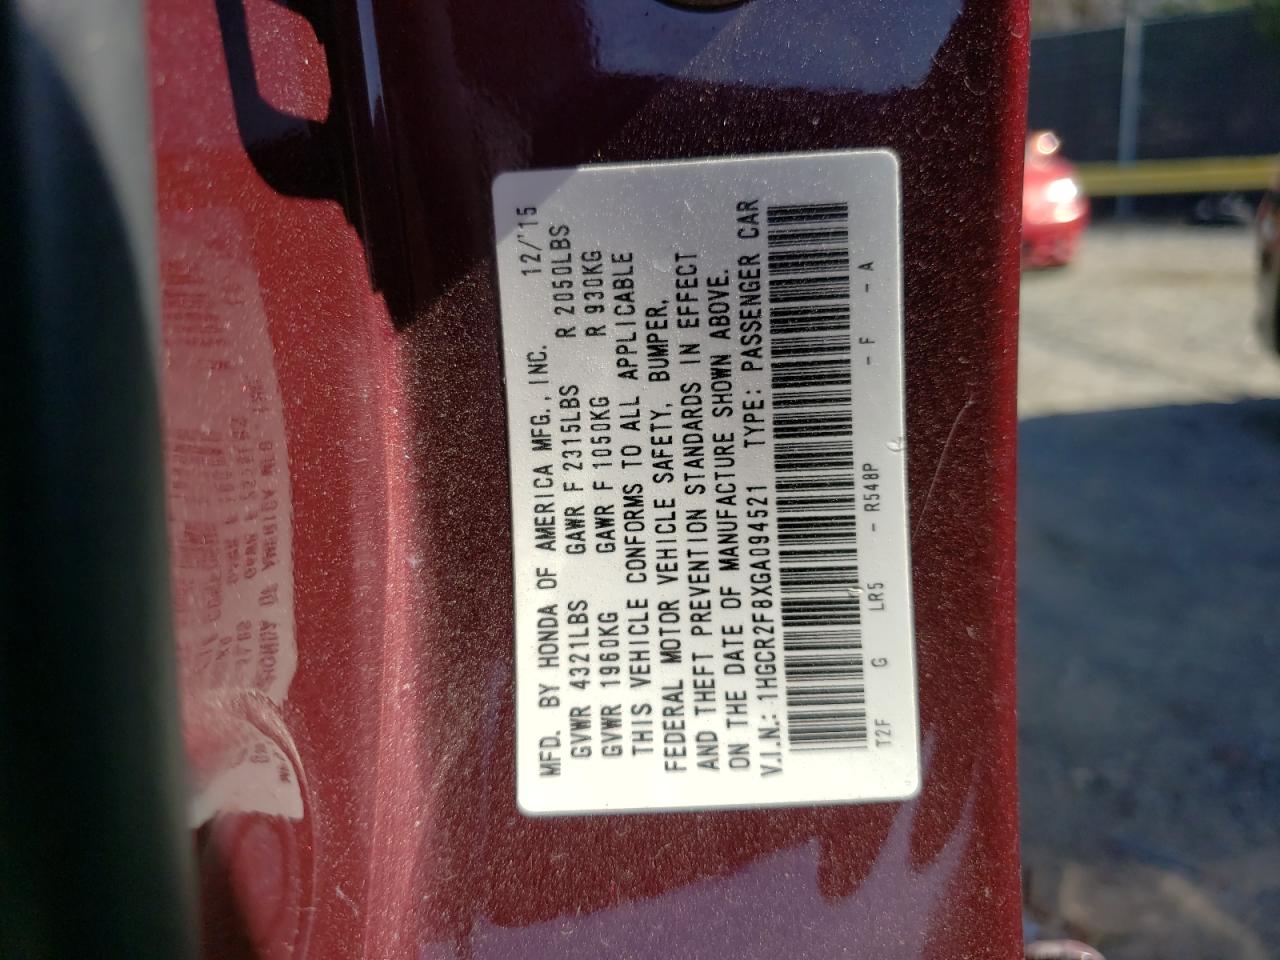 MFD. BY HONDA OF AMERICA MFG., INC. 12/'15
GVWR 4321LBS GAWR F 2315LBS R 2050LBS
GVWR 1960KG GAWR F 1050KG R 930KG
THIS VEHICLE CONFORMS TO ALL APPLICABLE
FEDERAL MOTOR VEHICLE SAFETY, BUMPER,
AND THEFT PREVENTION STANDARDS IN EFFECT
ON THE DATE OF MANUFACTURE SHOWN ABOVE.
V.I.N.: 1HGCR2F8XGA094521 TYPE: PASSENGER CAR
T2F G LR5 - R548P - F - A